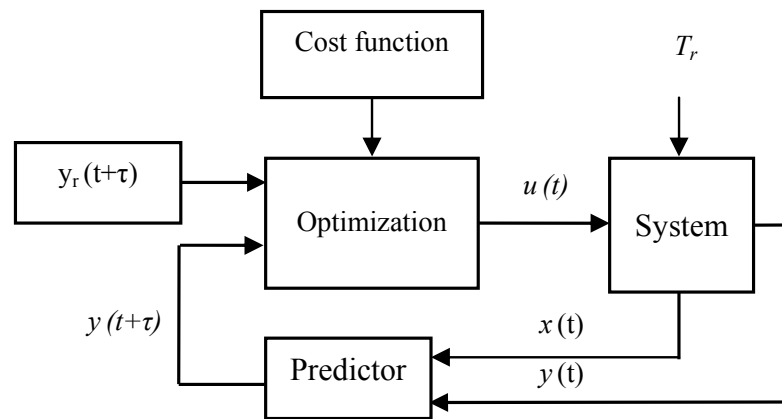 Cost function
T_r
y_r (t+τ)
Optimization
u (t)
System
y (t+τ)
x (t)
Predictor
y (t)